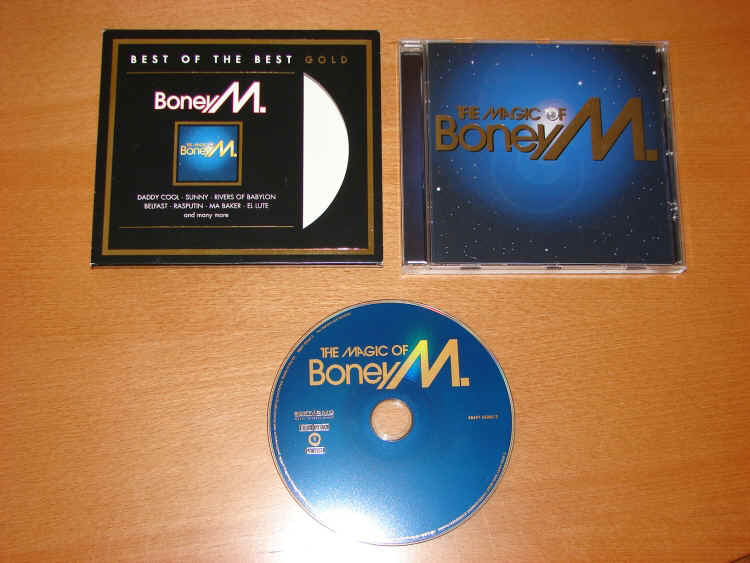 BEST OF THE BEST GOLD
Boney M.
THE MAGIC OF
Boney M.
DADDY COOL · SUNNY · RIVERS OF BABYLON
BELFAST · RASPUTIN · MA BAKER · EL LUTE
and many more
THE MAGIC OF
Boney M.
THE MAGIC OF
Boney M.